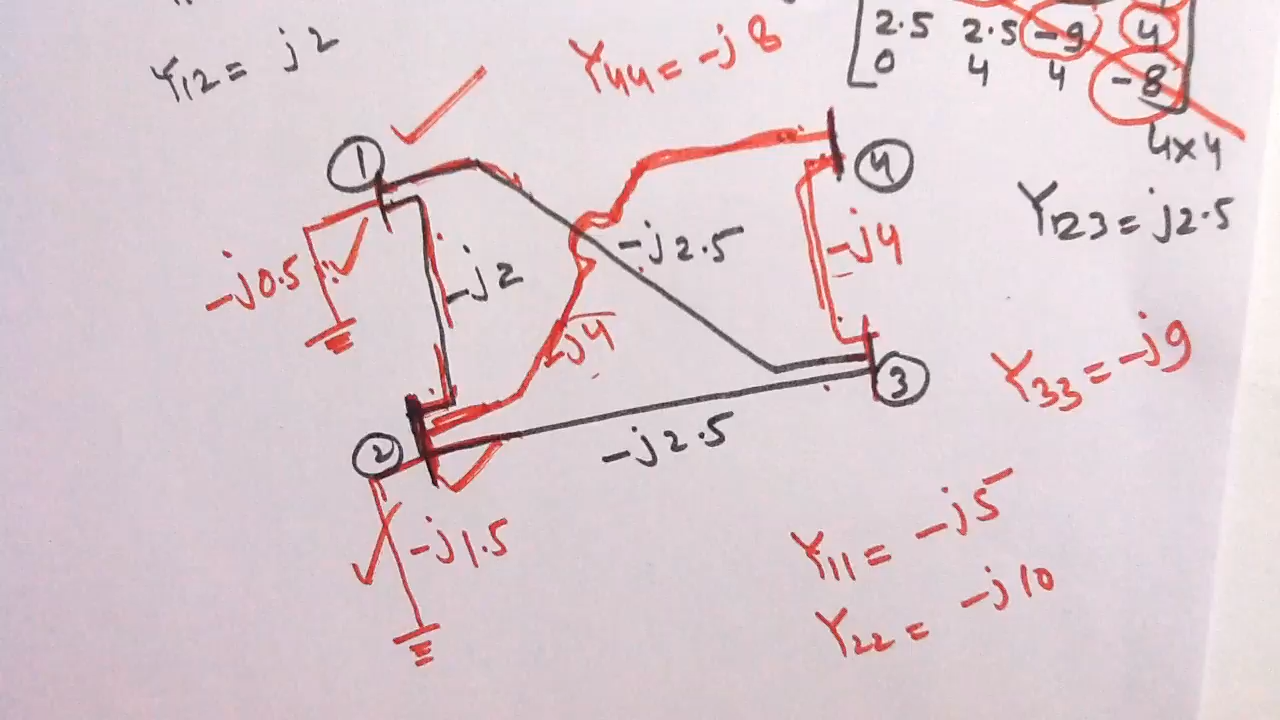 Y12 = j2
Y44 = -j8
2.5 2.5 -9 4
0 4 4 -8
4x4
1
4
Y123 = j2.5
-j2.5
-j4
-j0.5
-j2
-j4
3
Y33 = -j9
2
-j2.5
-j1.5
Y11 = -j5
Y22 = -j10